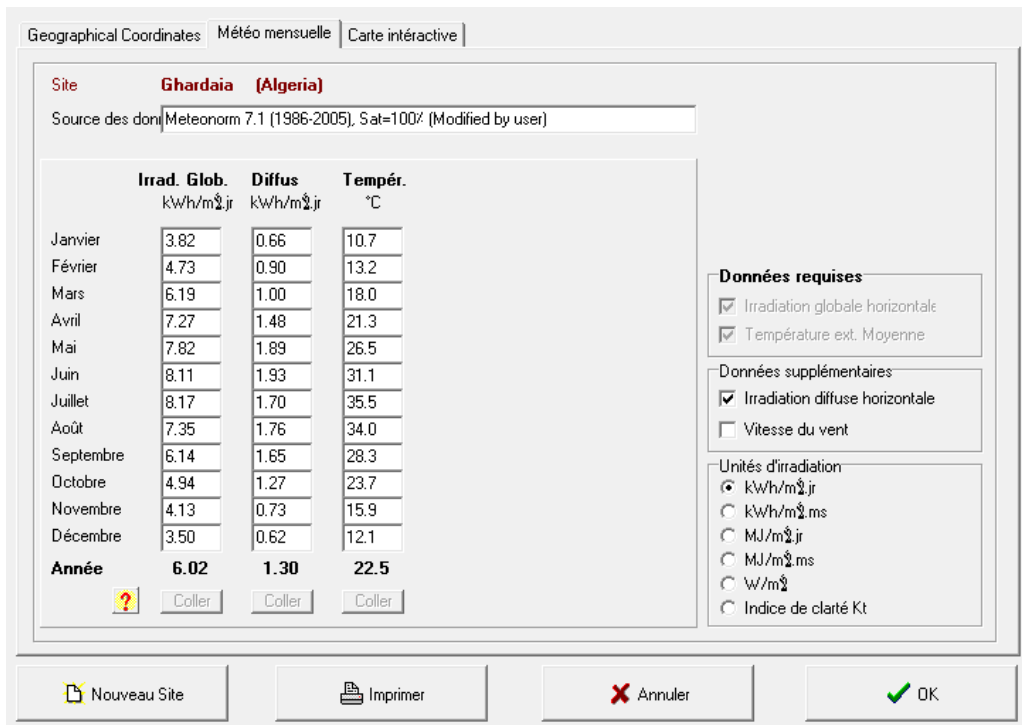 Geographical Coordinates Météo mensuelle Carte intéractive
Site Ghardaia (Algeria)
Source des don Meteonorm 7.1 (1986-2005), Sat=100% (Modified by user)
Irrad. Glob. Diffus Tempér.
kWh/m².jr kWh/m².jr °C
Janvier 3.82 0.66 10.7
Février 4.73 0.90 13.2
Mars 6.19 1.00 18.0
Avril 7.27 1.48 21.3
Mai 7.82 1.89 26.5
Juin 8.11 1.93 31.1
Juillet 8.17 1.70 35.5
Août 7.35 1.76 34.0
Septembre 6.14 1.65 28.3
Octobre 4.94 1.27 23.7
Novembre 4.13 0.73 15.9
Décembre 3.50 0.62 12.1
Année 6.02 1.30 22.5
? Coller Coller Coller
Données requises
Irradiation globale horizontale
Température ext. Moyenne
Données supplémentaires
Irradiation diffuse horizontale
Vitesse du vent
Unités d'irradiation
kWh/m².jr
kWh/m².ms
MJ/m².jr
MJ/m².ms
W/m²
Indice de clarté Kt
Nouveau Site Imprimer Annuler OK